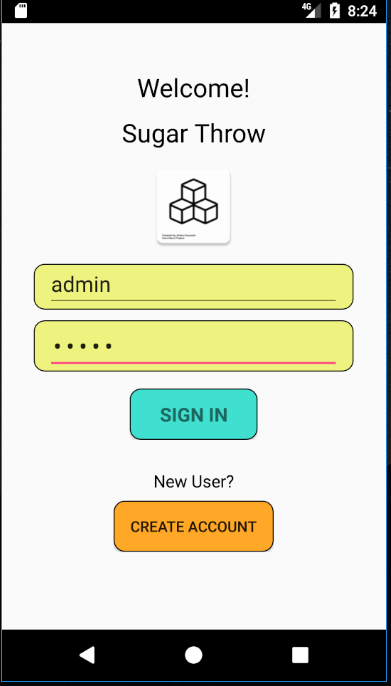 4G 8:24
Welcome!
Sugar Throw
admin
•••••
SIGN IN
New User?
CREATE ACCOUNT